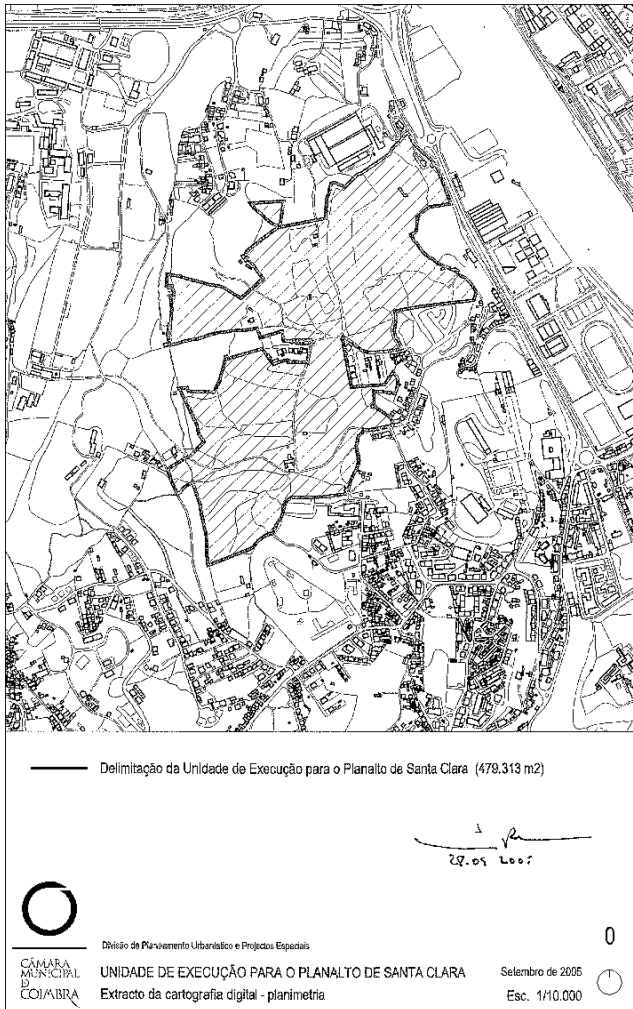 Delimitação da Unidade de Execução para o Planalto de Santa Clara (479.313 m2)
28.09
Divisão de Planeamento Urbanístico e Projectos Especiais
0
CÂMARA
MUNICIPAL
D
COIMBRA
UNIDADE DE EXECUÇÃO PARA O PLANALTO DE SANTA CLARA
Setembro de 2005
Extracto da cartografia digital - planimetria
Esc. 1/10.000